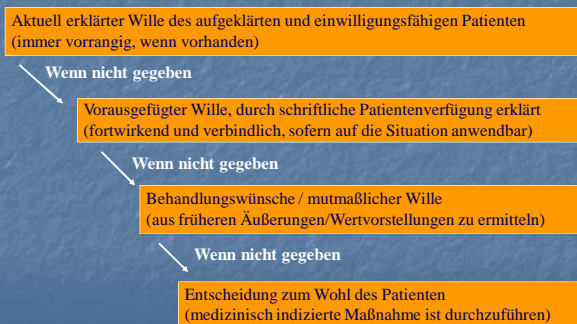 Aktuell erklärter Wille des aufgeklärten und einwilligungsfähigen Patienten
(immer vorrangig, wenn vorhanden)
Wenn nicht gegeben
Vorausgefügter Wille, durch schriftliche Patientenverfügung erklärt
(fortwirkend und verbindlich, sofern auf die Situation anwendbar)
Wenn nicht gegeben
Behandlungswünsche / mutmaßlicher Wille
(aus früheren Äußerungen/Wertvorstellungen zu ermitteln)
Wenn nicht gegeben
Entscheidung zum Wohl des Patienten
(medizinisch indizierte Maßnahme ist durchzuführen)